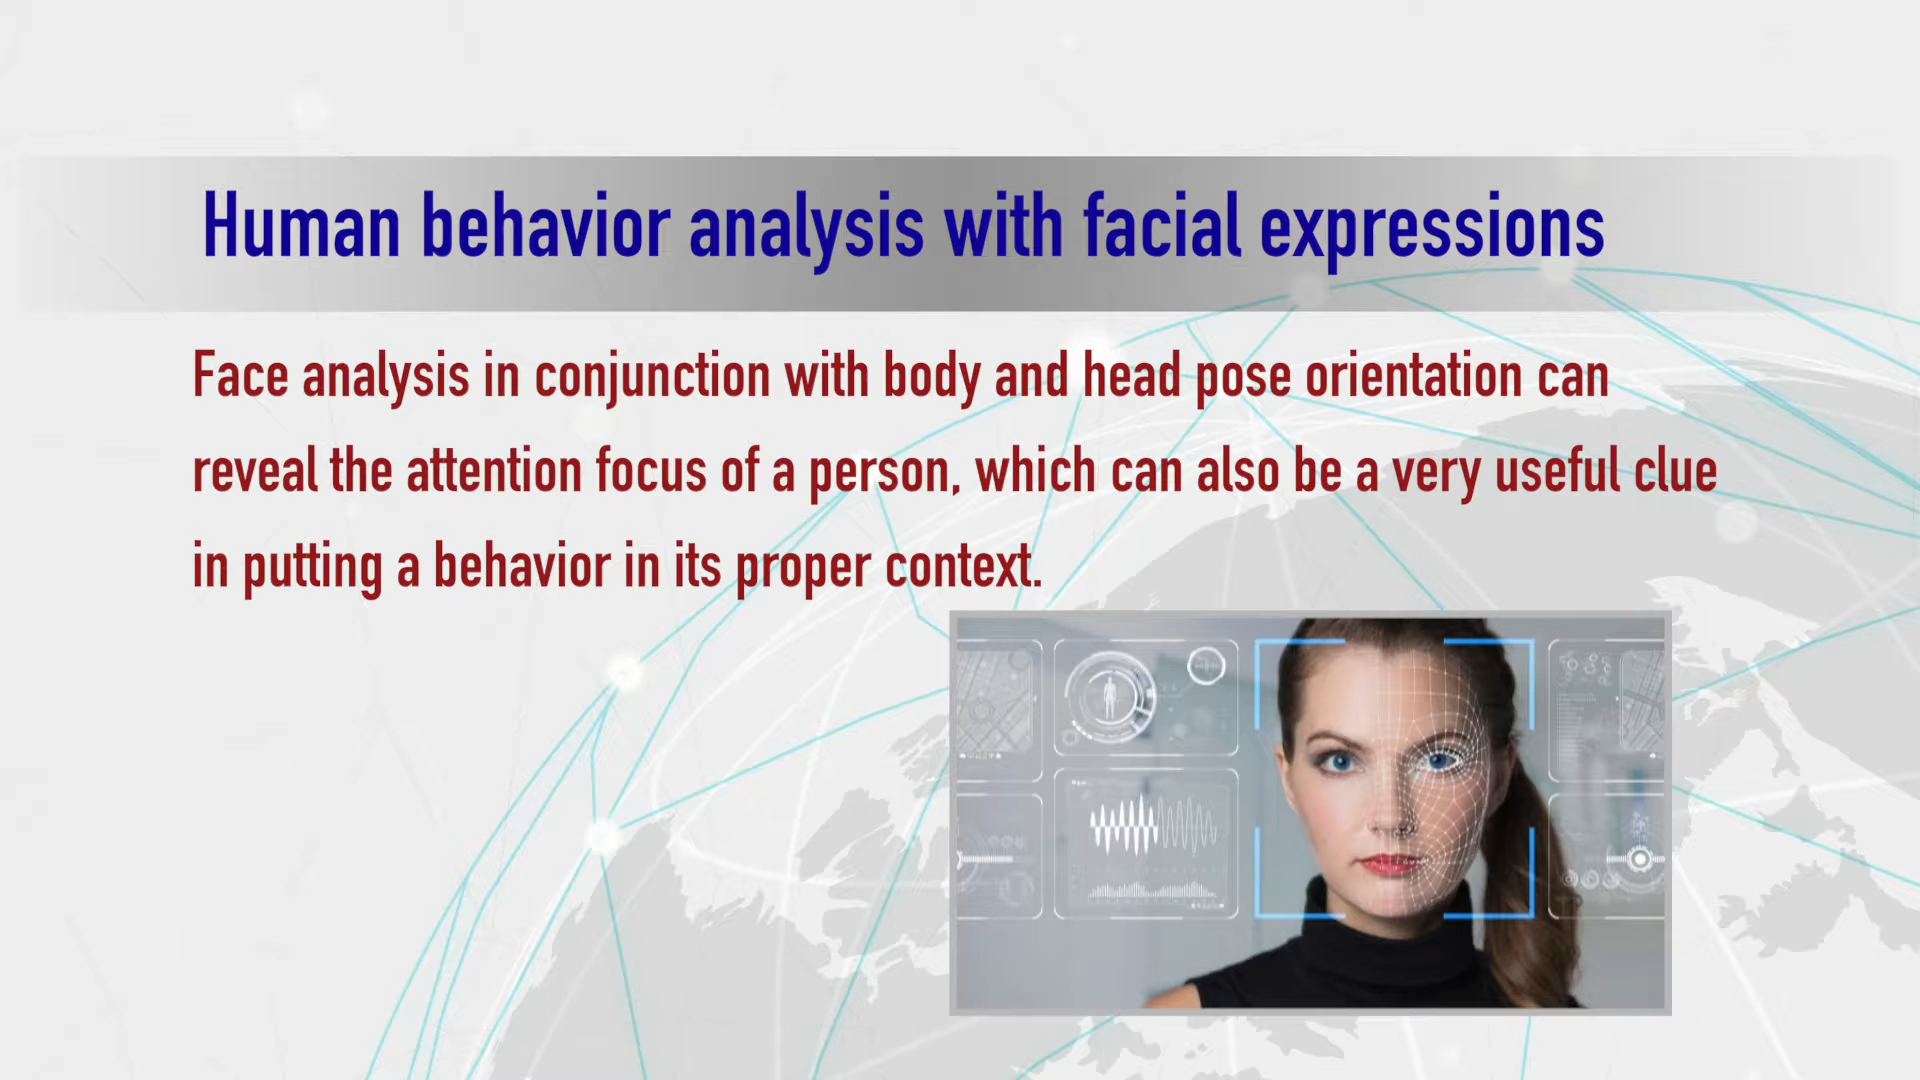 Human behavior analysis with facial expressions
Face analysis in conjunction with body and head pose orientation can
reveal the attention focus of a person, which can also be a very useful clue
in putting a behavior in its proper context.